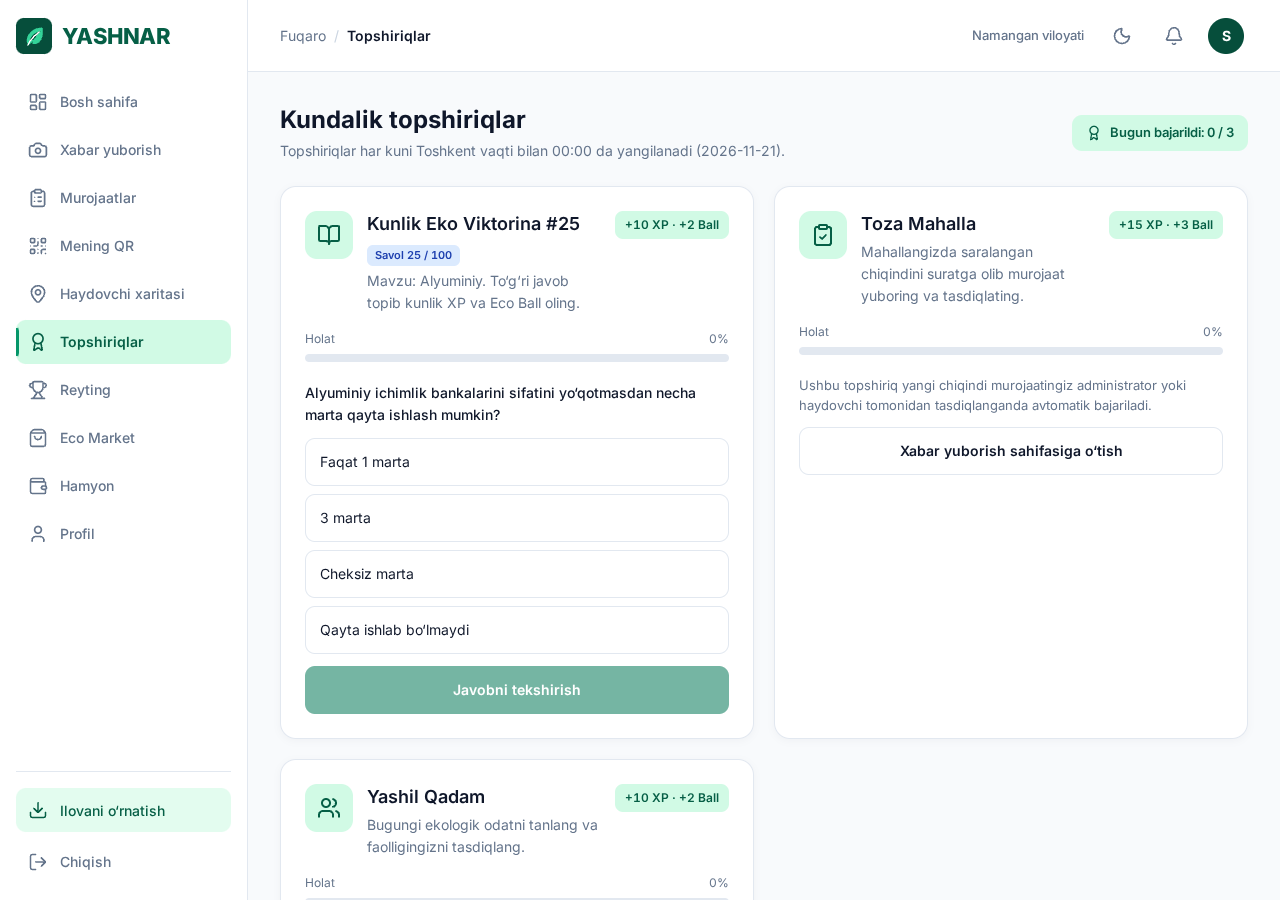 YASHNAR
Bosh sahifa
Xabar yuborish
Murojaatlar
Mening QR
Haydovchi xaritasi
Topshiriqlar
Reyting
Eco Market
Hamyon
Profil
Ilovani o‘rnatish
Chiqish
Fuqaro / Topshiriqlar
Namangan viloyati
S
Kundalik topshiriqlar
Topshiriqlar har kuni Toshkent vaqti bilan 00:00 da yangilanadi (2026-11-21).
Bugun bajarildi: 0 / 3
Kunlik Eko Viktorina #25
+10 XP · +2 Ball
Savol 25 / 100
Mavzu: Alyuminiy. To‘g‘ri javob
topib kunlik XP va Eco Ball oling.
Holat 0%
Alyuminiy ichimlik bankalarini sifatini yo‘qotmasdan necha
marta qayta ishlash mumkin?
Faqat 1 marta
3 marta
Cheksiz marta
Qayta ishlab bo‘lmaydi
Javobni tekshirish
Toza Mahalla
+15 XP · +3 Ball
Mahallangizda saralangan
chiqindini suratga olib murojaat
yuboring va tasdiqlating.
Holat 0%
Ushbu topshiriq yangi chiqindi murojaatingiz administrator yoki
haydovchi tomonidan tasdiqlanganda avtomatik bajariladi.
Xabar yuborish sahifasiga o‘tish
Yashil Qadam
+10 XP · +2 Ball
Bugungi ekologik odatni tanlang va
faolligingizni tasdiqlang.
Holat 0%